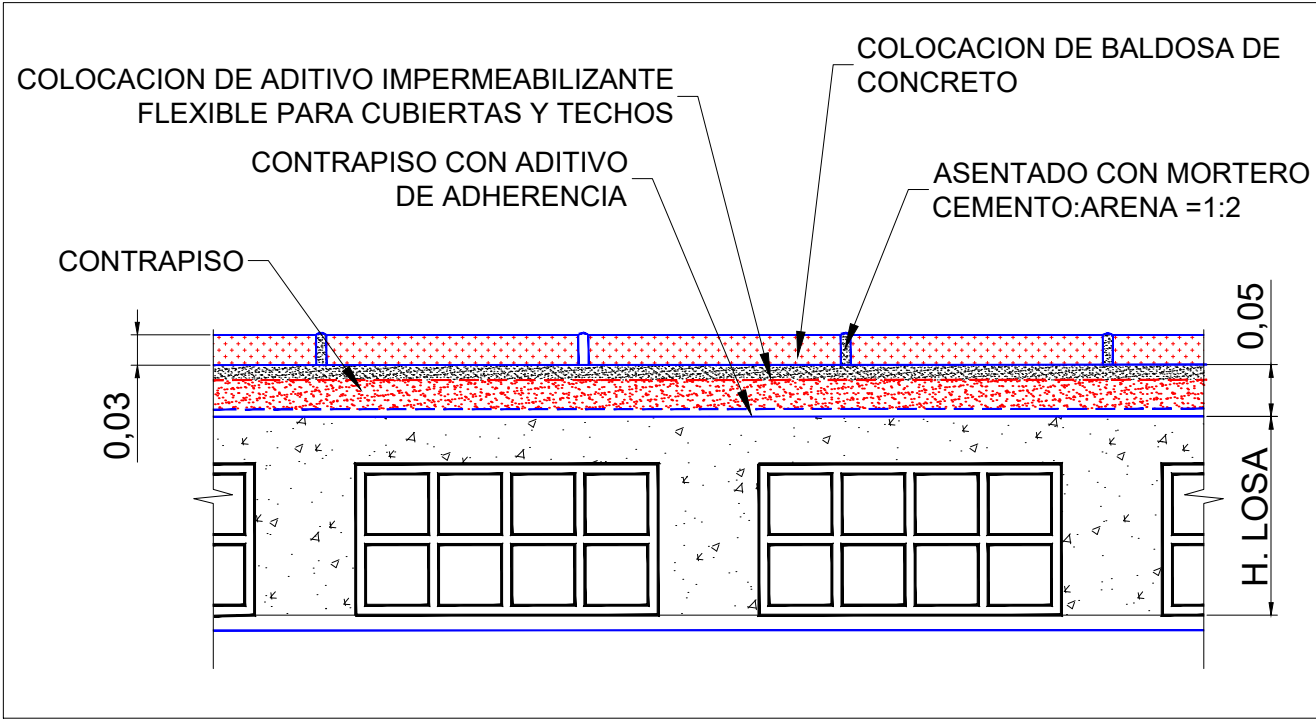 COLOCACION DE BALDOSA DE
CONCRETO
COLOCACION DE ADITIVO IMPERMEABILIZANTE
FLEXIBLE PARA CUBIERTAS Y TECHOS
CONTRAPISO CON ADITIVO
DE ADHERENCIA
ASENTADO CON MORTERO
CEMENTO:ARENA =1:2
CONTRAPISO
0,03
0,05
H. LOSA